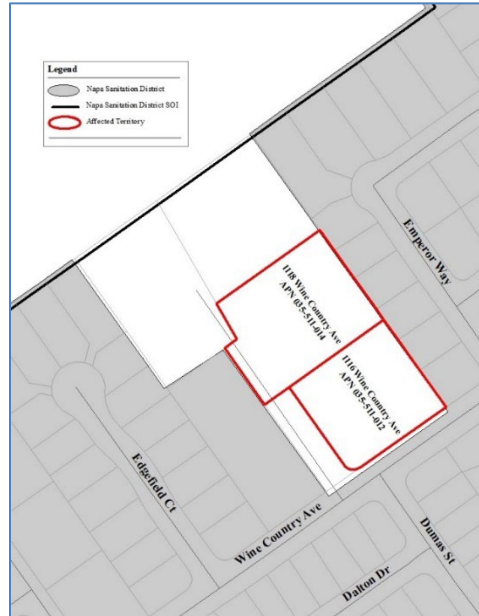 Legend
Napa Sanitation District
Napa Sanitation District SOI
Affected Territory
Emperor Way
1118 Wine Country Ave
APN 035-511-014
1116 Wine Country Ave
APN 035-511-012
Edgefield Ct
Wine Country Ave
Dumas St
Dalton Dr